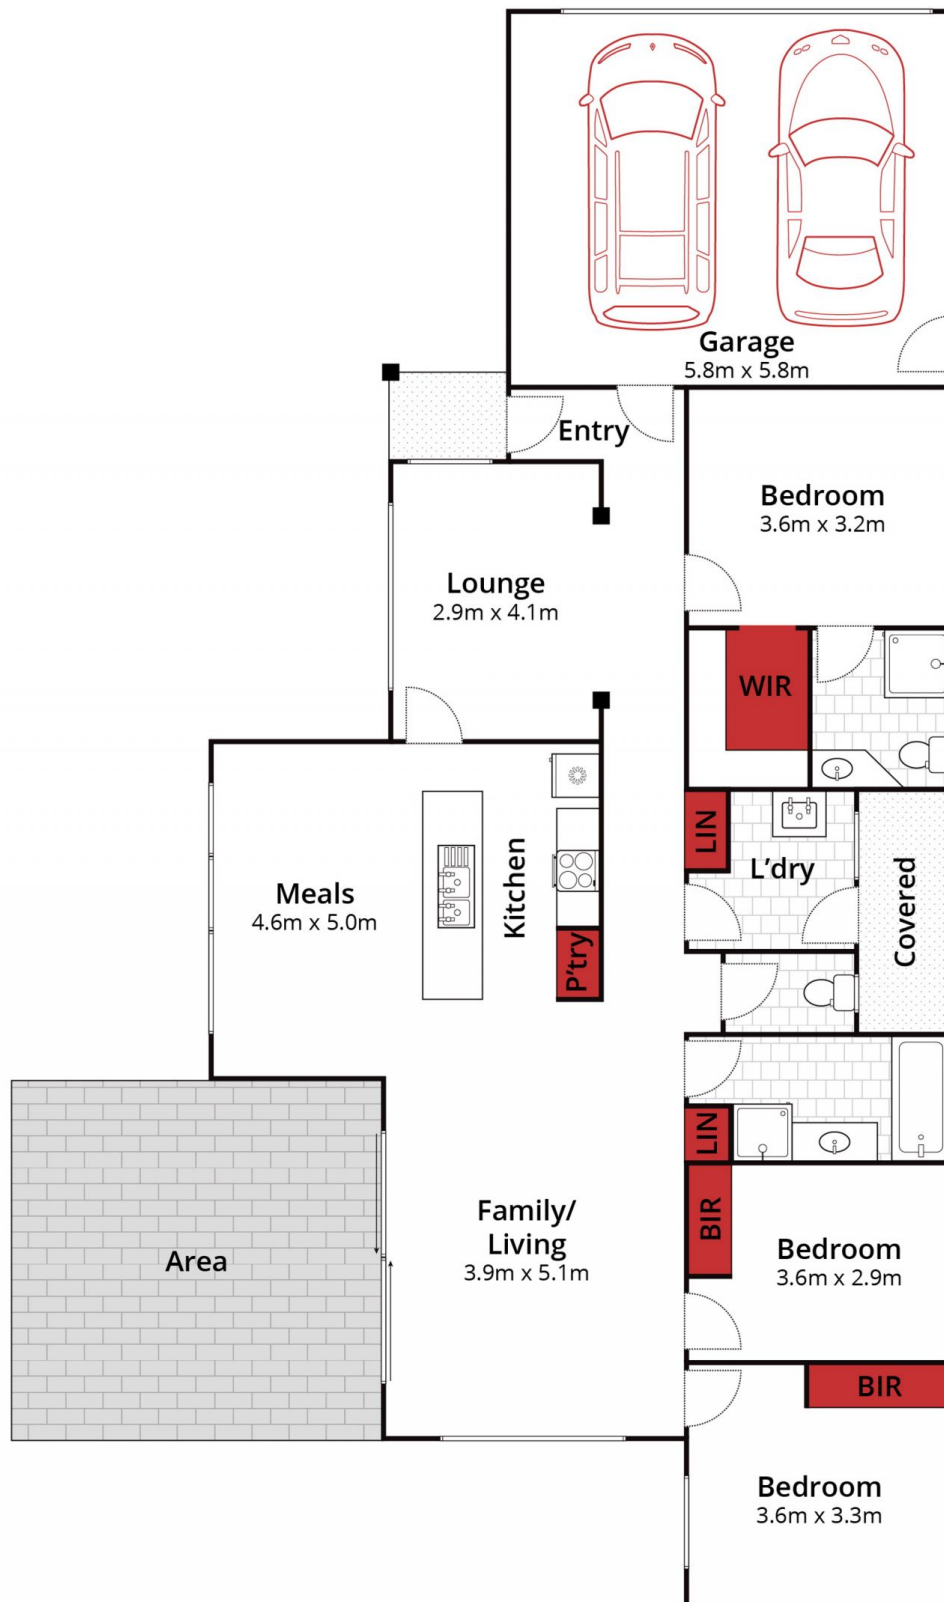 Garage
5.8m x 5.8m
Entry
Bedroom
3.6m x 3.2m
Lounge
2.9m x 4.1m
WIR
LIN
L'dry
Covered
Kitchen
Meals
4.6m x 5.0m
P'try
LIN
BIR
Family/
Living
3.9m x 5.1m
Area
Bedroom
3.6m x 2.9m
BIR
Bedroom
3.6m x 3.3m